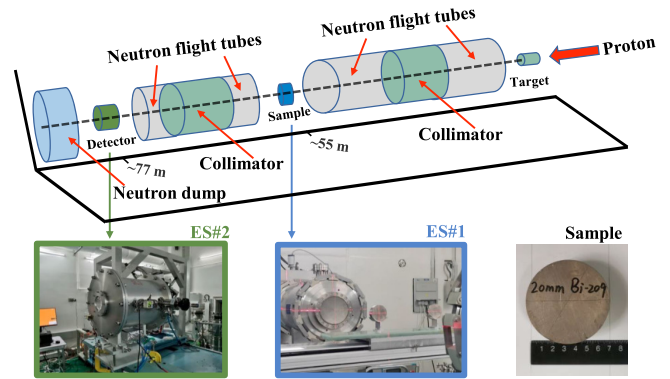 Neutron flight tubes
Neutron flight tubes
Proton
Target
Sample
Detector
Collimator
Collimator
~55 m
~77 m
Neutron dump
ES#2
ES#1
Sample
20mm Bi-209
1 2 3 4 5 6 7 8